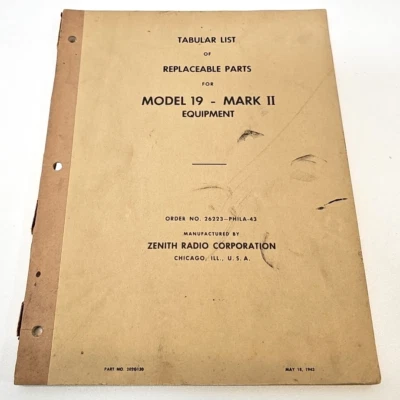 TABULAR LIST
OF
REPLACEABLE PARTS
FOR
MODEL 19 - MARK II
EQUIPMENT
ORDER NO. 26223-PHILA-43
MANUFACTURED BY
ZENITH RADIO CORPORATION
CHICAGO, ILL., U. S. A.
PART NO.
MAY 15, 1943